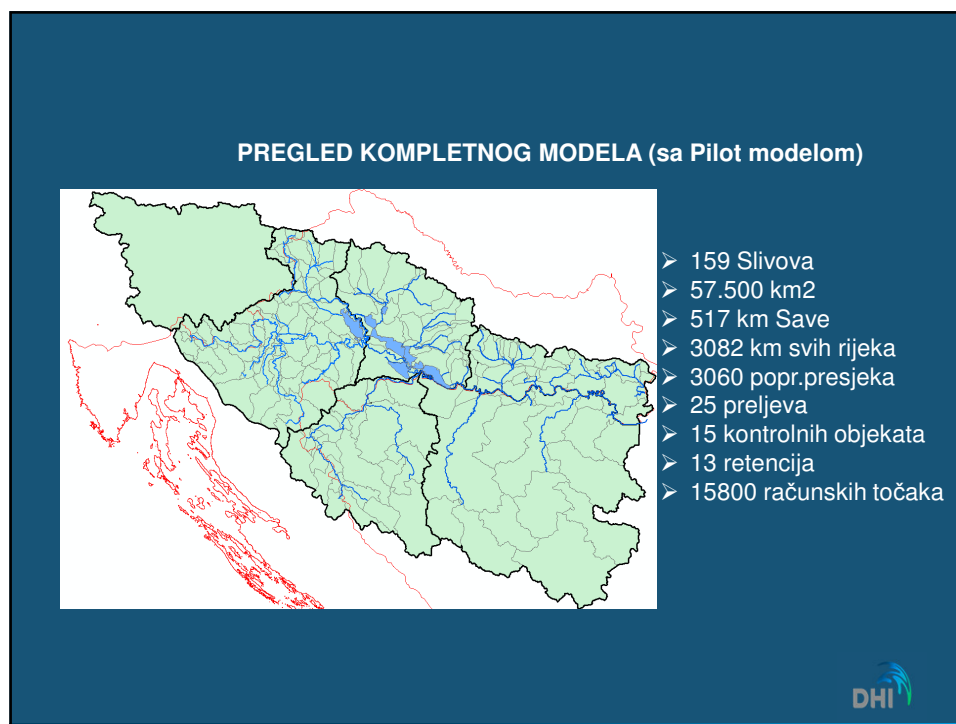 PREGLED KOMPLETNOG MODELA (sa Pilot modelom)
➢ 159 Slivova
➢ 57.500 km2
➢ 517 km Save
➢ 3082 km svih rijeka
➢ 3060 popr.presjeka
➢ 25 preljeva
➢ 15 kontrolnih objekata
➢ 13 retencija
➢ 15800 računskih točaka
DHI